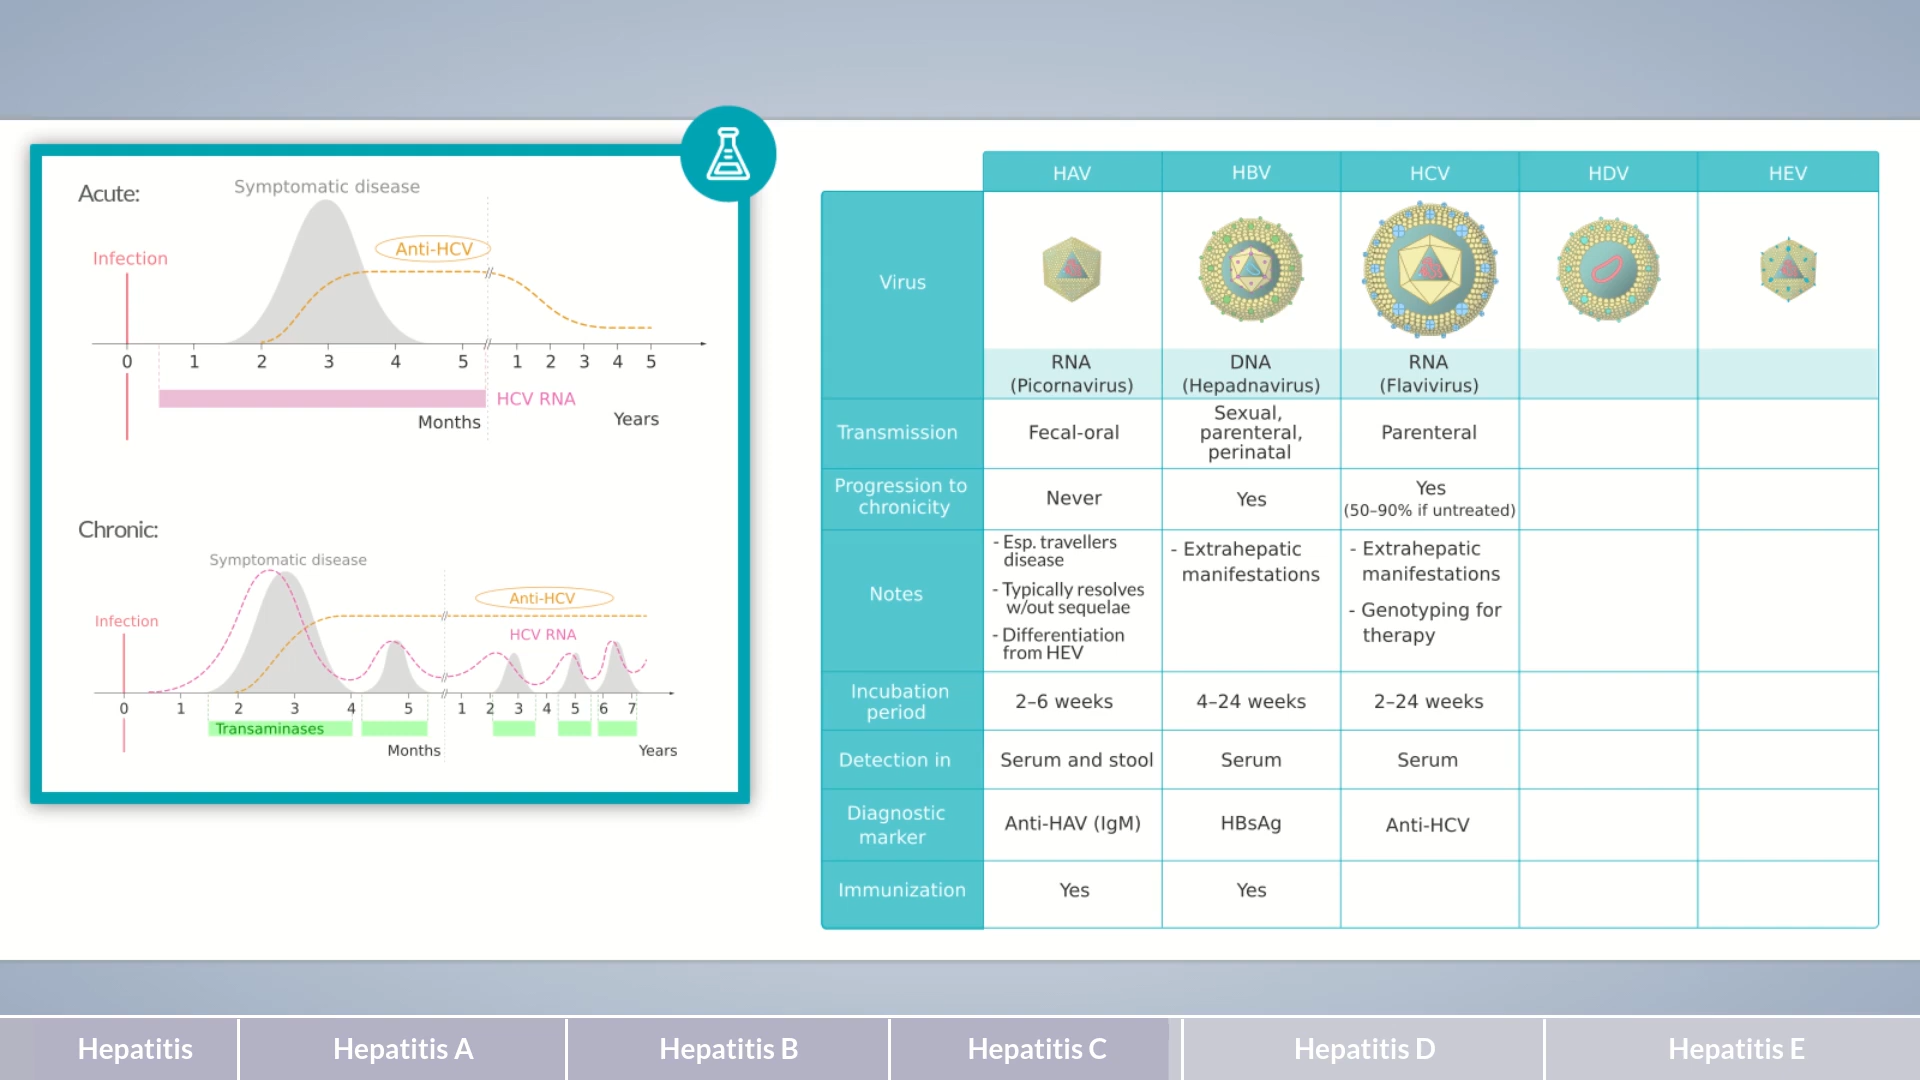 Acute:
Symptomatic disease
Anti-HCV
Infection
0 1 2 3 4 5 1 2 3 4 5
HCV RNA
Months Years
Chronic:
Symptomatic disease
Anti-HCV
Infection
HCV RNA
0 1 2 3 4 5 1 2 3 4 5 6 7
Transaminases
Months Years
HAV HBV HCV HDV HEV
Virus
RNA
(Picornavirus)
DNA
(Hepadnavirus)
RNA
(Flavivirus)
Transmission
Fecal-oral
Sexual,
parenteral,
perinatal
Parenteral
Progression to
chronicity
Never
Yes
Yes
(50–90% if untreated)
Notes
- Esp. travellers
disease
- Typically resolves
w/out sequelae
- Differentiation
from HEV
- Extrahepatic
manifestations
- Extrahepatic
manifestations
- Genotyping for
therapy
Incubation
period
2–6 weeks
4–24 weeks
2–24 weeks
Detection in
Serum and stool
Serum
Serum
Diagnostic
marker
Anti-HAV (IgM)
HBsAg
Anti-HCV
Immunization
Yes
Yes
Hepatitis
Hepatitis A
Hepatitis B
Hepatitis C
Hepatitis D
Hepatitis E